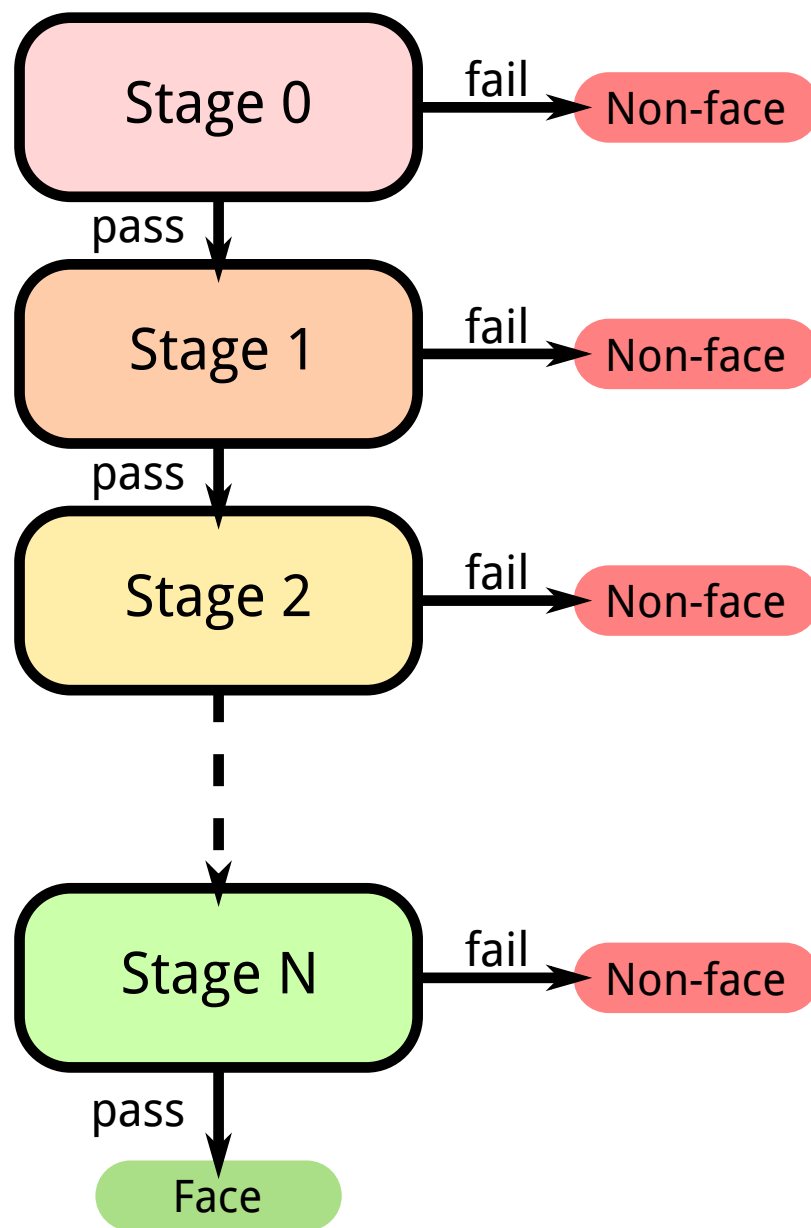 Stage 0
fail
Non-face
pass
Stage 1
fail
Non-face
pass
Stage 2
fail
Non-face
Stage N
fail
Non-face
pass
Face